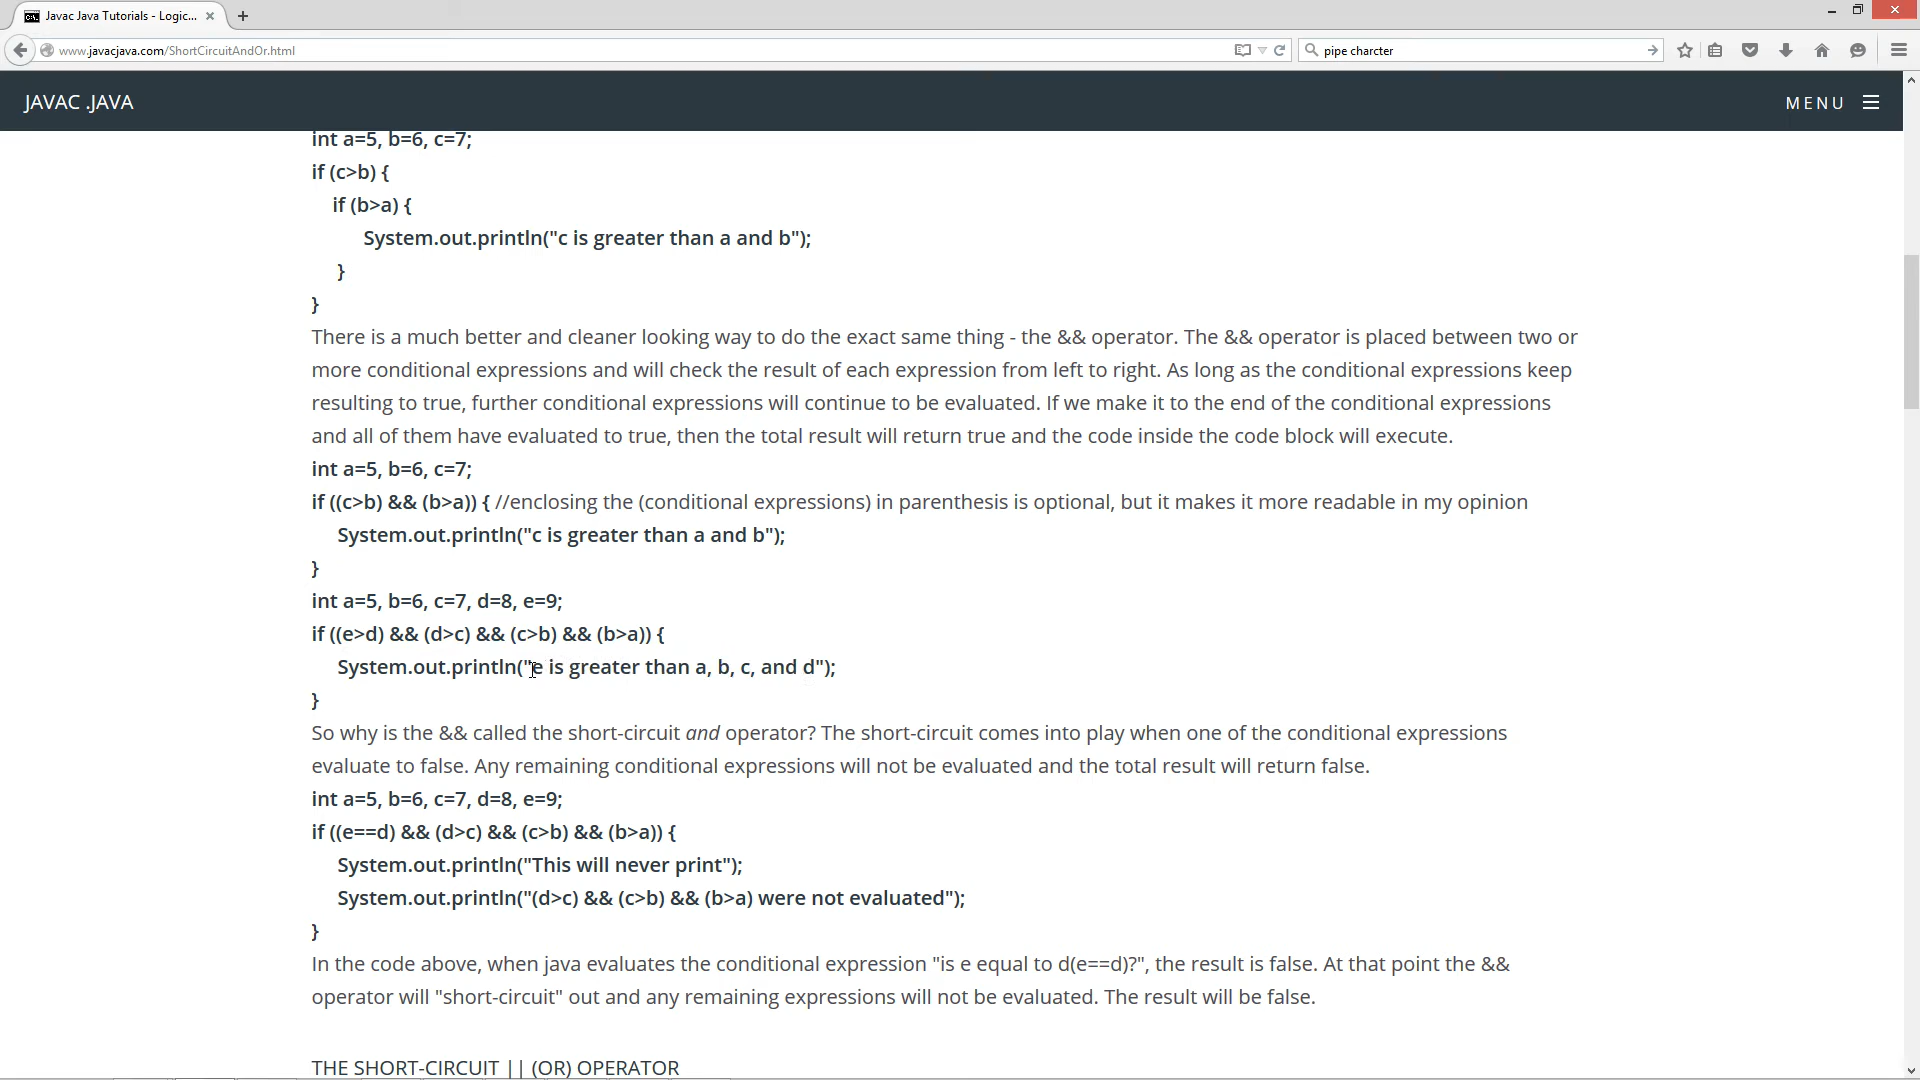 Javac Java Tutorials - Logic...
www.javacjava.com/ShortCircuitAndOr.html
pipe charcter
JAVAC .JAVA
MENU
int a=5, b=6, c=7;
if (c>b) {
if (b>a) {
System.out.println("c is greater than a and b");
}
}
There is a much better and cleaner looking way to do the exact same thing - the && operator. The && operator is placed between two or
more conditional expressions and will check the result of each expression from left to right. As long as the conditional expressions keep
resulting to true, further conditional expressions will continue to be evaluated. If we make it to the end of the conditional expressions
and all of them have evaluated to true, then the total result will return true and the code inside the code block will execute.
int a=5, b=6, c=7;
if ((c>b) && (b>a)) { //enclosing the (conditional expressions) in parenthesis is optional, but it makes it more readable in my opinion
System.out.println("c is greater than a and b");
}
int a=5, b=6, c=7, d=8, e=9;
if ((e>d) && (d>c) && (c>b) && (b>a)) {
System.out.println("e is greater than a, b, c, and d");
}
So why is the && called the short-circuit and operator? The short-circuit comes into play when one of the conditional expressions
evaluate to false. Any remaining conditional expressions will not be evaluated and the total result will return false.
int a=5, b=6, c=7, d=8, e=9;
if ((e==d) && (d>c) && (c>b) && (b>a)) {
System.out.println("This will never print");
System.out.println("(d>c) && (c>b) && (b>a) were not evaluated");
}
In the code above, when java evaluates the conditional expression "is e equal to d(e==d)?", the result is false. At that point the &&
operator will "short-circuit" out and any remaining expressions will not be evaluated. The result will be false.
THE SHORT-CIRCUIT || (OR) OPERATOR